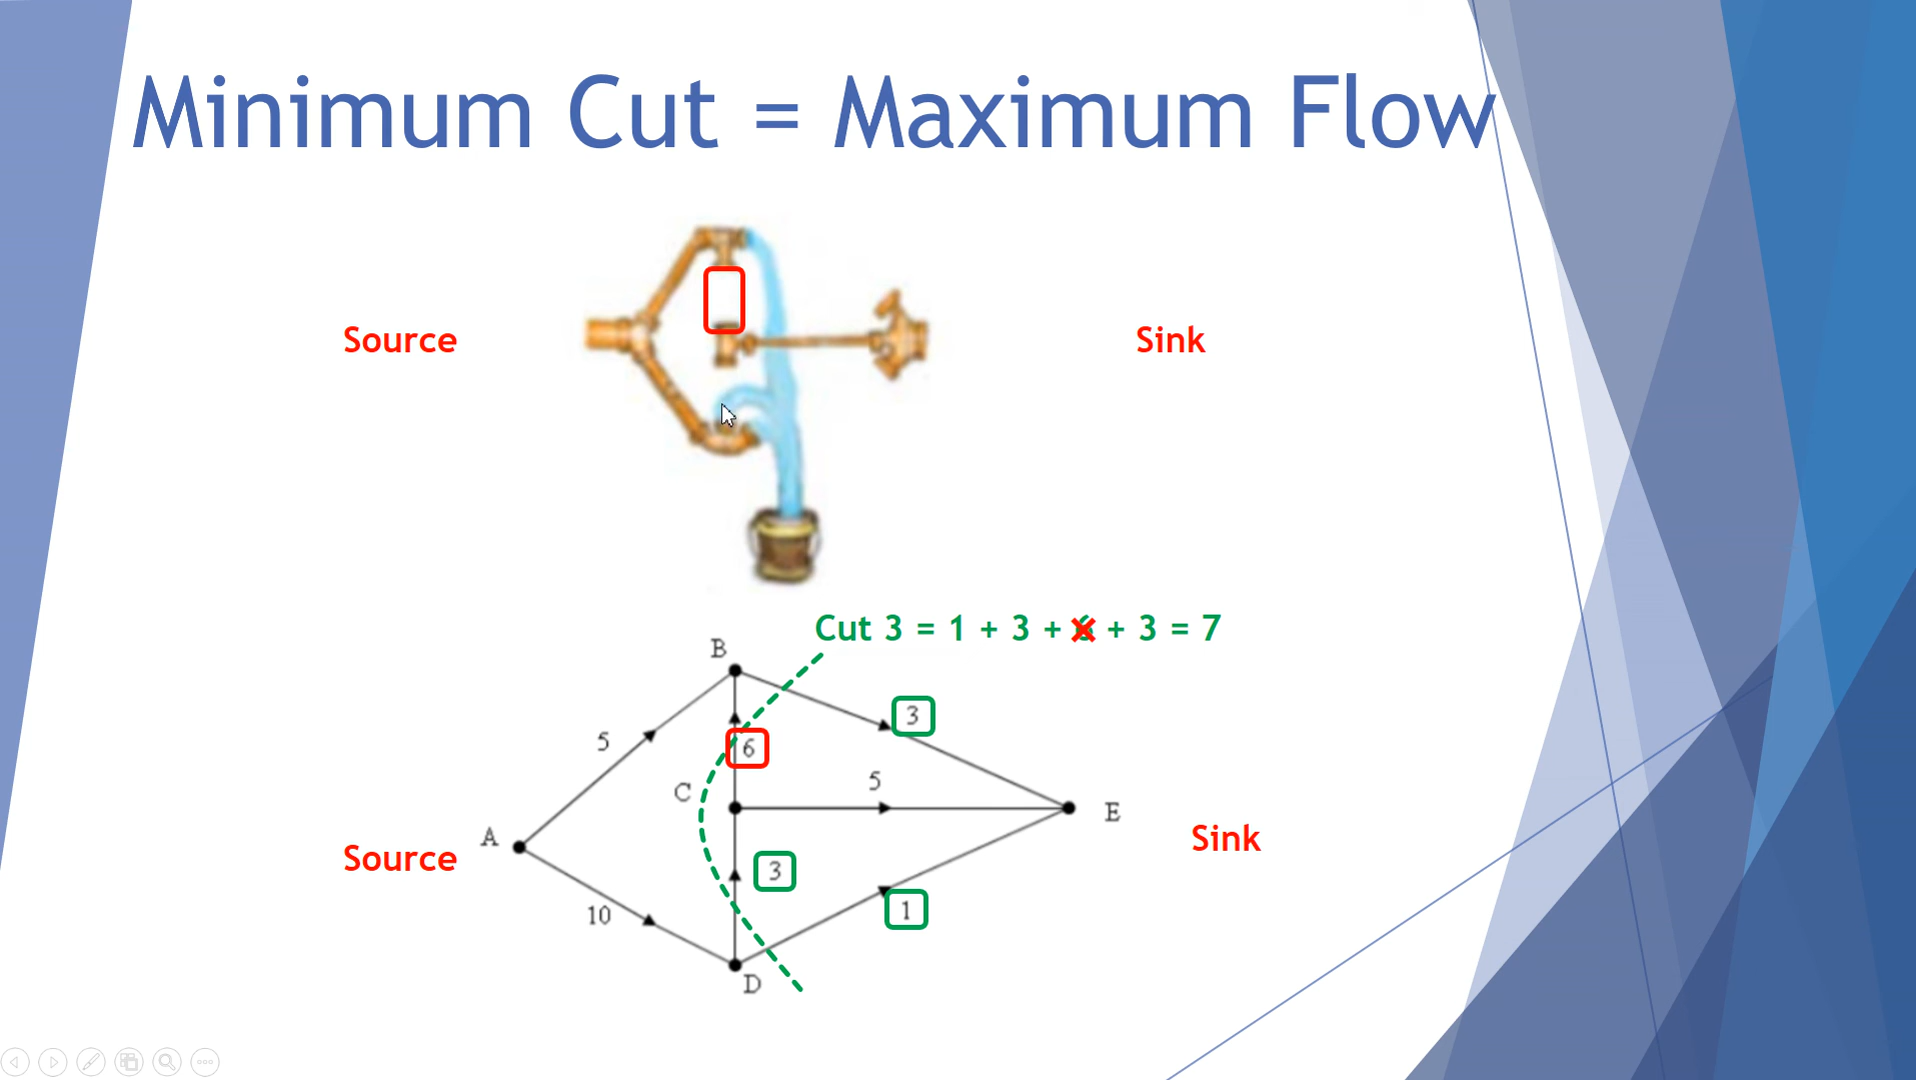 Minimum Cut = Maximum Flow
Source
Sink
Cut 3 = 1 + 3 + 6 + 3 = 7
B
3
5
6
5
C
A
E
Source
Sink
3
10
1
D